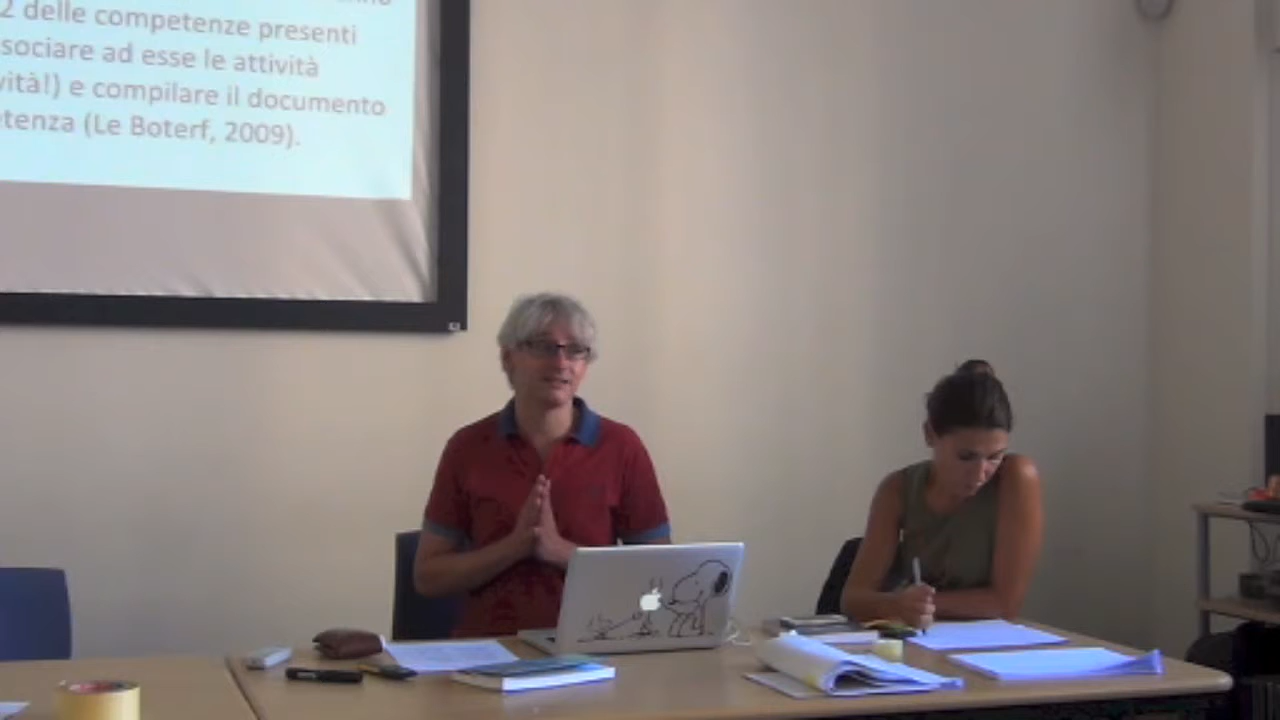 2 delle competenze presenti
sociare ad esse le attività
vità!) e compilare il documento
tenza (Le Boterf, 2009).